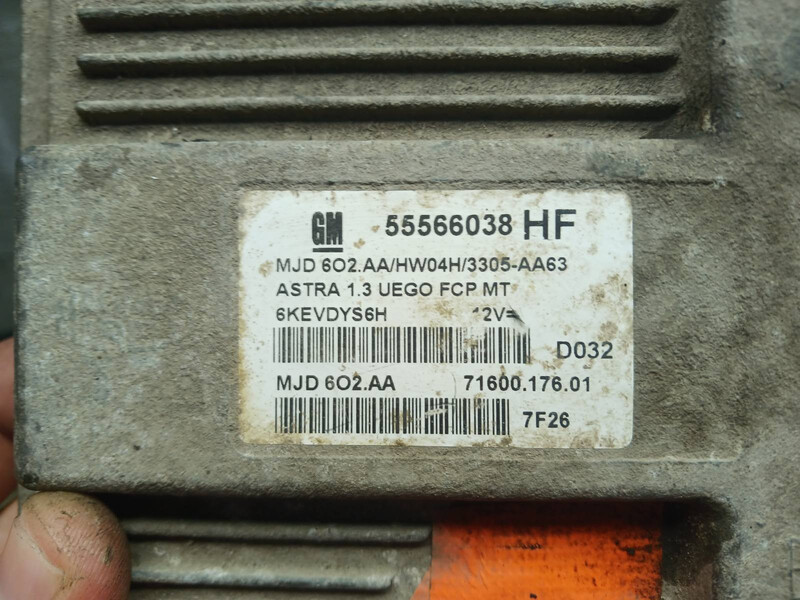 GM 55566038 HF
MJD 6O2.AA/HW04H/3305-AA63
ASTRA 1.3 UEGO FCP MT
6KEVDYS6H 12V=
D032
MJD 6O2.AA 71600.176.01
7F26